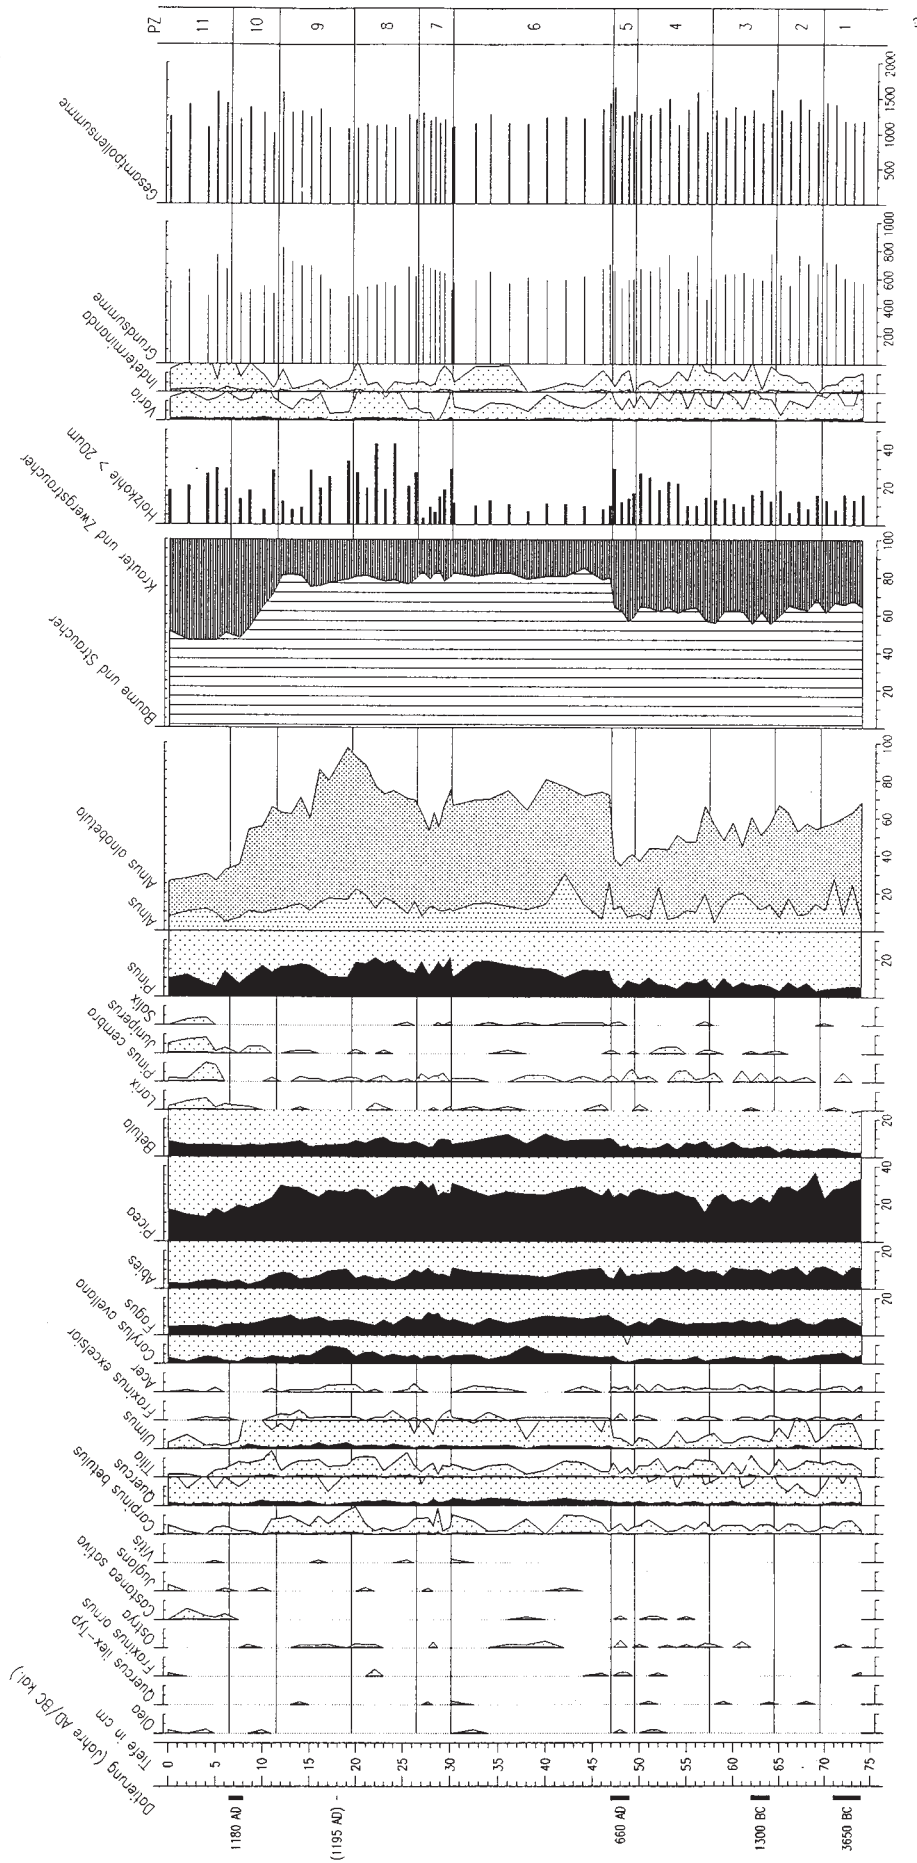 PZ
11
10
9
8
7
6
5
4
3
2
1
Gesamtpollensumme
500
1000
1500
2000
Grundsumme
200
400
600
800
1000
Indeterminanda
Varia
Holzkohle > 20um
20
40
Kräuter und Zwergsträucher
Bäume und Sträucher
20
40
60
80
100
Alnus alnobetula
Alnus
20
40
60
80
100
Pinus
20
Salix
Juniperus
Pinus cembra
Larix
Betula
20
Picea
20
40
Abies
20
Fagus
20
Corylus avellana
Acer
Fraxinus excelsior
Ulmus
Tilia
Quercus
Carpinus betulus
Vitis
Juglans
Castanea sativa
Ostrya
Fraxinus ornus
Quercus ilex-Typ
Olea
Tiefe in cm
0
5
10
15
20
25
30
35
40
45
50
55
60
65
70
75
Datierung (Jahre AD/BC kal.)
1180 AD
(1195 AD)
660 AD
1300 BC
3650 BC